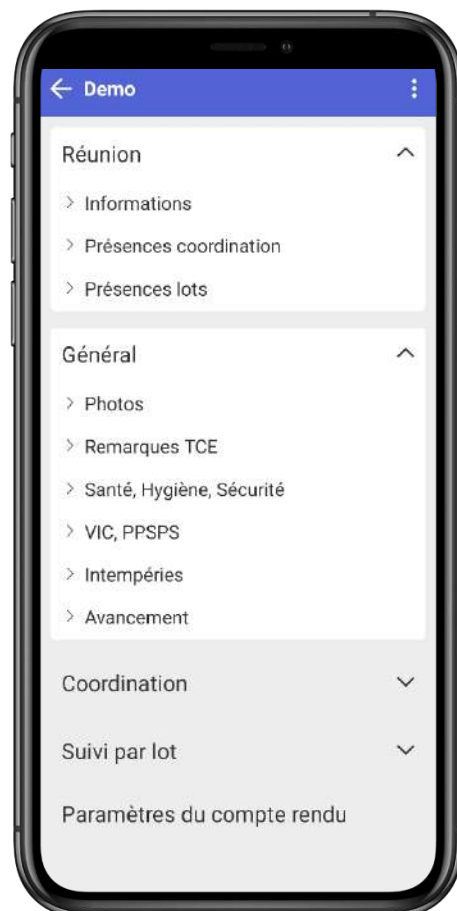 Demo
Réunion
Informations
Présences coordination
Présences lots
Général
Photos
Remarques TCE
Santé, Hygiène, Sécurité
VIC, PPSPS
Intempéries
Avancement
Coordination
Suivi par lot
Paramètres du compte rendu